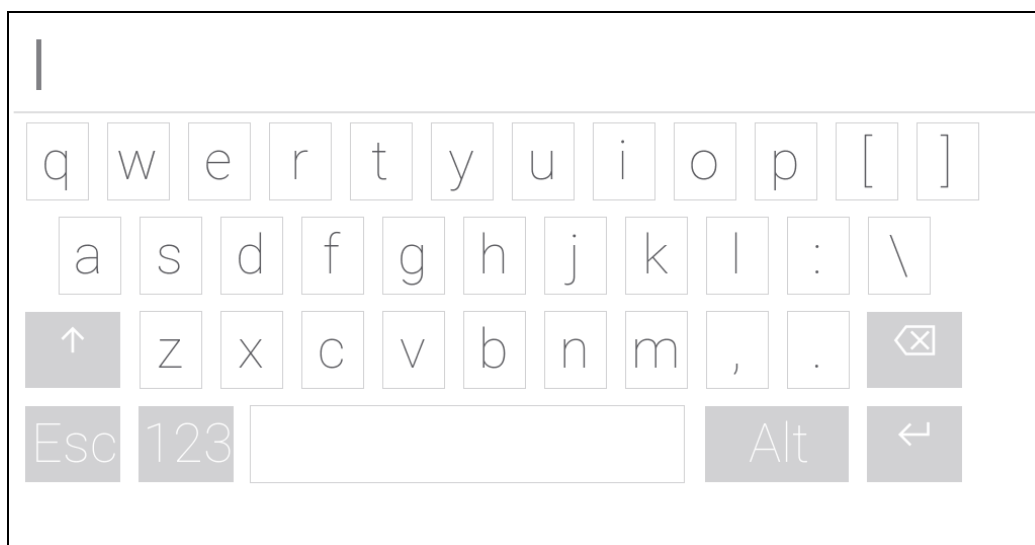 q w e r t y u i o p [ ]
a s d f g h j k l : \
↑ z x c v b n m , .
Esc 123 Alt